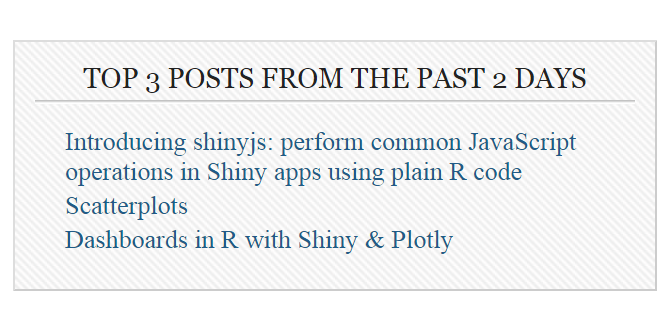 TOP 3 POSTS FROM THE PAST 2 DAYS
Introducing shinyjs: perform common JavaScript
operations in Shiny apps using plain R code
Scatterplots
Dashboards in R with Shiny & Plotly